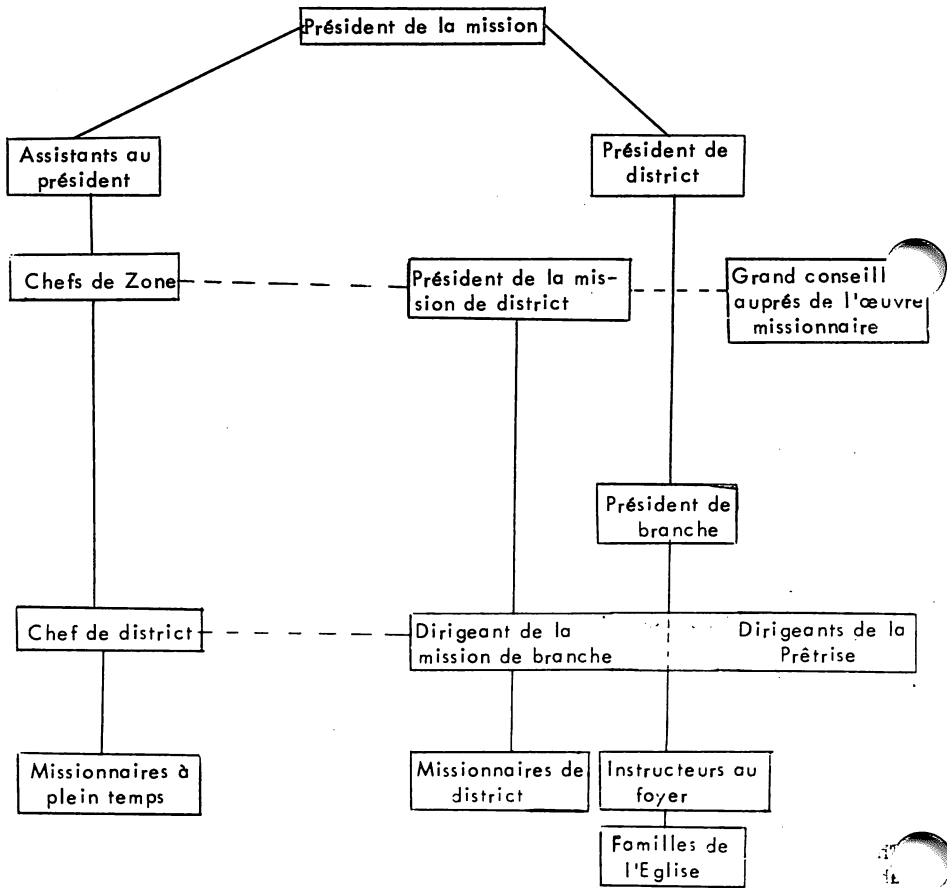 Président de la mission
Assistants au
président
Président de
district
Chefs de Zone
Président de la mis-
sion de district
Grand conseill
auprés de l'œuvre
missionnaire
Président de
branche
Chef de district
Dirigeant de la
mission de branche
Dirigeants de la
Prêtrise
Missionnaires à
plein temps
Missionnaires de
district
Instructeurs au
foyer
Familles de
l'Eglise